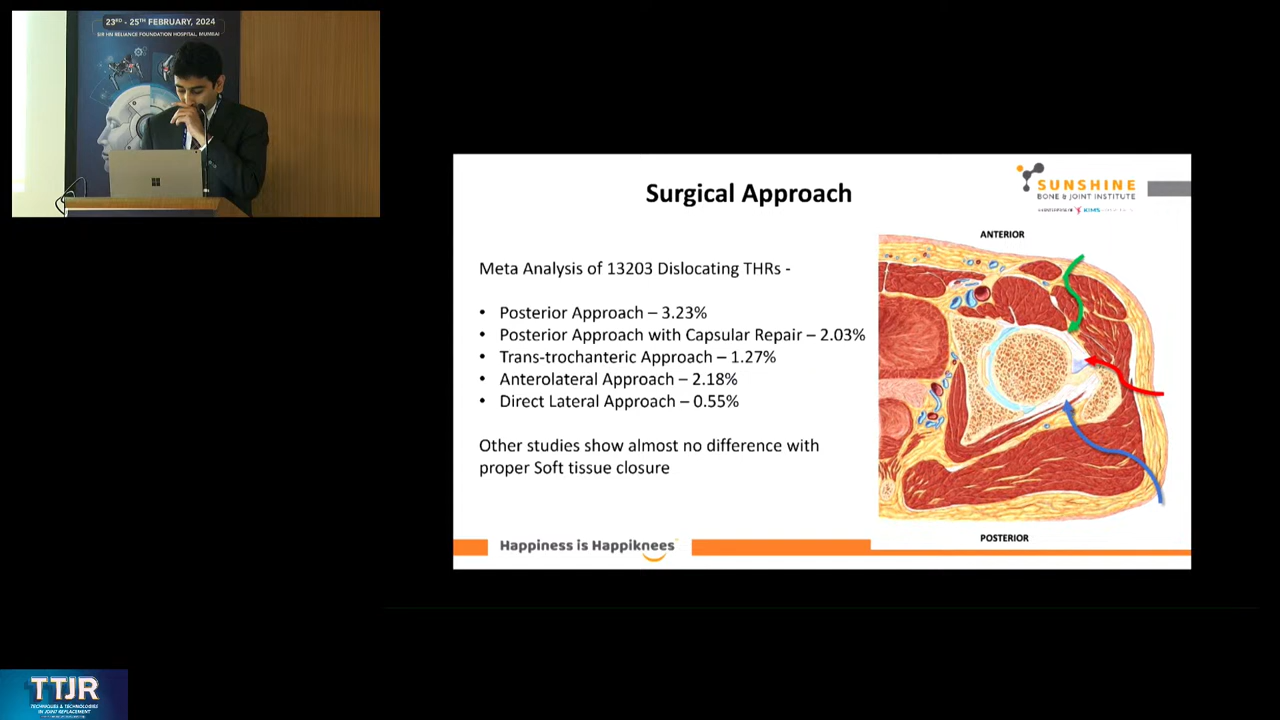 23RD - 25TH FEBRUARY, 2024
SIR HN RELIANCE FOUNDATION HOSPITAL, MUMBAI
Surgical Approach
SUNSHINE
BONE & JOINT INSTITUTE
KIMS
ANTERIOR
Meta Analysis of 13203 Dislocating THRs -
• Posterior Approach – 3.23%
• Posterior Approach with Capsular Repair – 2.03%
• Trans-trochanteric Approach – 1.27%
• Anterolateral Approach – 2.18%
• Direct Lateral Approach – 0.55%
Other studies show almost no difference with
proper Soft tissue closure
POSTERIOR
Happiness is Happiknees
TTJR
TECHNIQUES & TECHNOLOGIES
IN JOINT REPLACEMENT